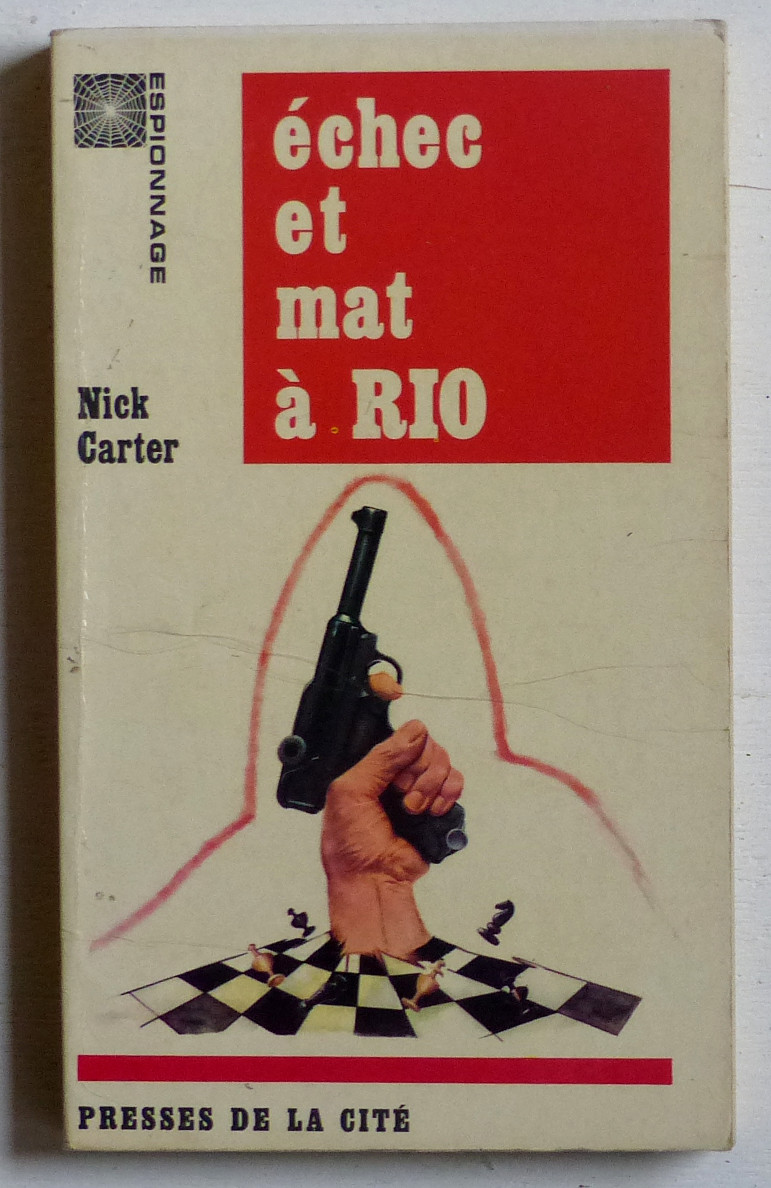 ESPIONNAGE
échec
et
mat
à RIO
Nick
Carter
PRESSES DE LA CITÉ